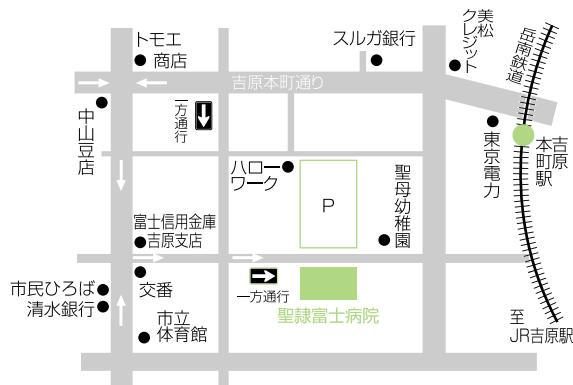 トモエ
商店
スルガ銀行
美松
クレジット
岳南鉄道
吉原本町通り
中山豆店
一方通行
東京電力
吉原
本町駅
ハロー
ワーク
P
聖母幼稚園
富士信用金庫
吉原支店
市民ひろば
清水銀行
交番
一方通行
聖隷富士病院
市立
体育館
至
JR吉原駅